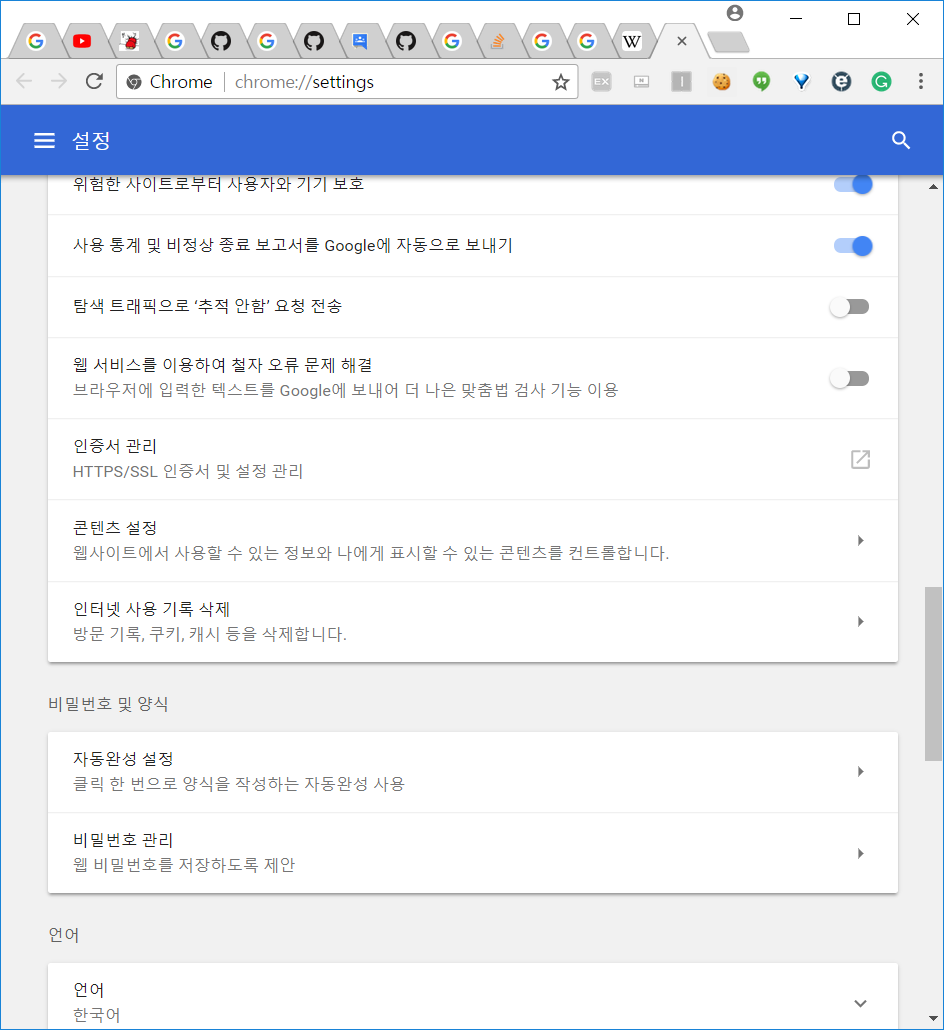 Chrome
chrome://settings
EX
설정
위험한 사이트로부터 사용자와 기기 보호
사용 통계 및 비정상 종료 보고서를 Google에 자동으로 보내기
탐색 트래픽으로 ‘추적 안함’ 요청 전송
웹 서비스를 이용하여 철자 오류 문제 해결
브라우저에 입력한 텍스트를 Google에 보내어 더 나은 맞춤법 검사 기능 이용
인증서 관리
HTTPS/SSL 인증서 및 설정 관리
콘텐츠 설정
웹사이트에서 사용할 수 있는 정보와 나에게 표시할 수 있는 콘텐츠를 컨트롤합니다.
인터넷 사용 기록 삭제
방문 기록, 쿠키, 캐시 등을 삭제합니다.
비밀번호 및 양식
자동완성 설정
클릭 한 번으로 양식을 작성하는 자동완성 사용
비밀번호 관리
웹 비밀번호를 저장하도록 제안
언어
언어
한국어